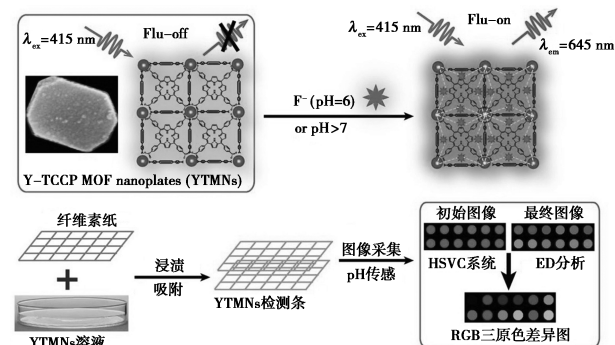 λex=415 nm
Flu-off
λex=415 nm
Flu-on
λem=645 nm
F⁻(pH=6)
or pH>7
Y-TCCP MOF nanoplates (YTMNs)
纤维素纸
YTMNs溶液
浸渍
吸附
YTMNs检测条
图像采集
pH传感
初始图像
最终图像
HSVC系统
ED分析
RGB三原色差异图